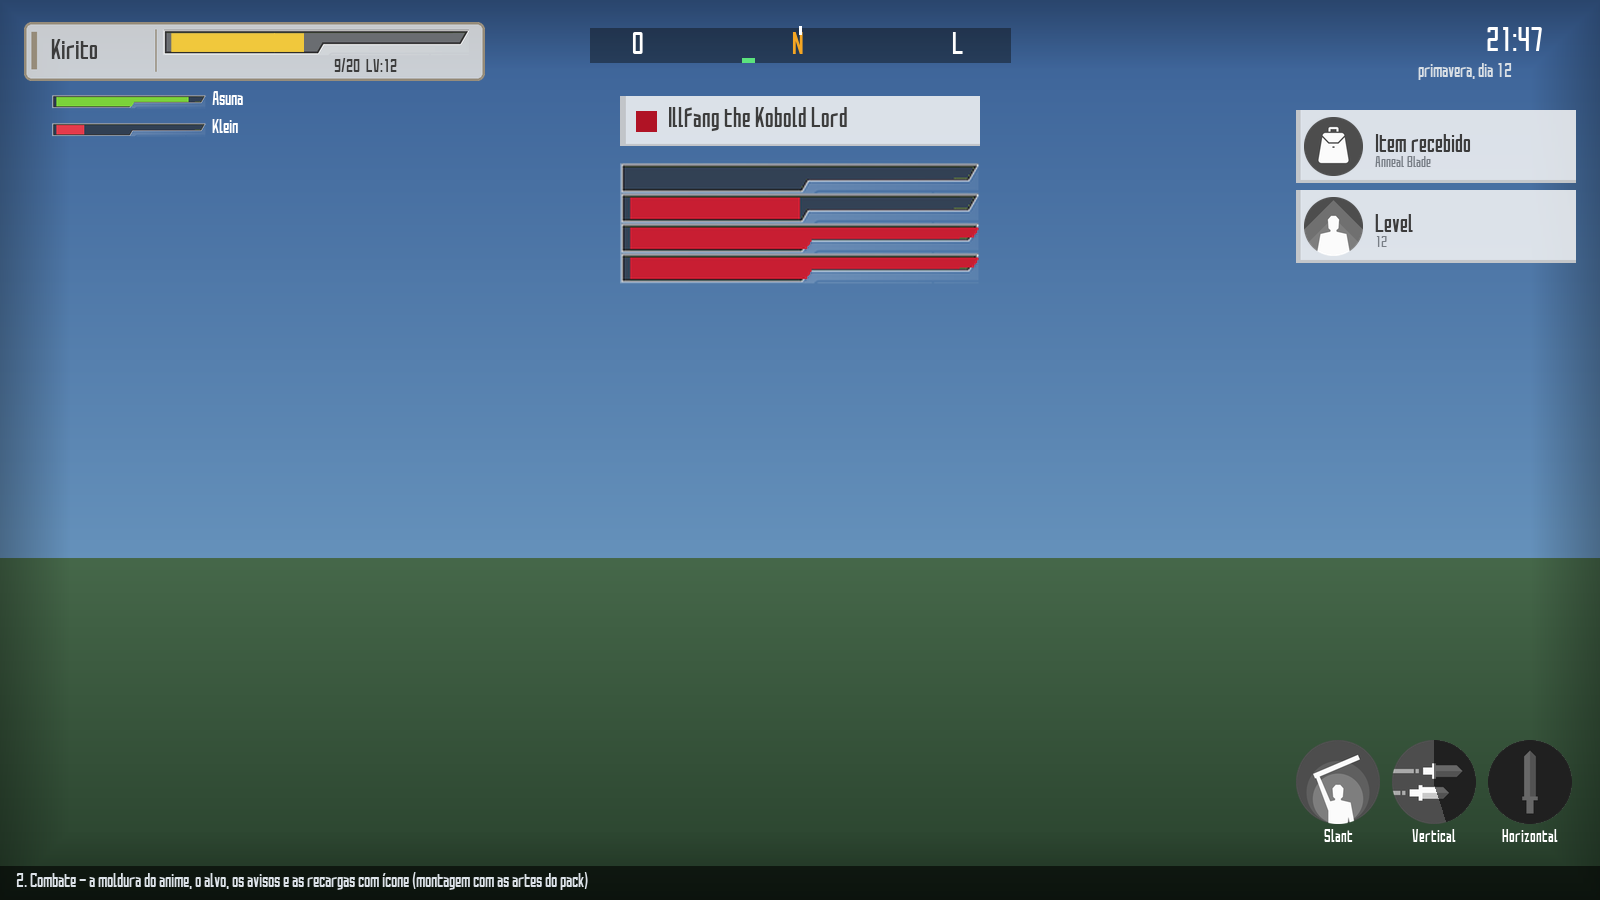 Kirito
9/20 LV:12
Asuna
Klein
O N L
Illfang the Kobold Lord
21:47
primavera, dia 12
Item recebido
Anneal Blade
Level
12
Slant
Vertical
Horizontal
2. Combate – a moldura do anime, o alvo, os avisos e as recargas com ícone (montagem com as artes do pack)